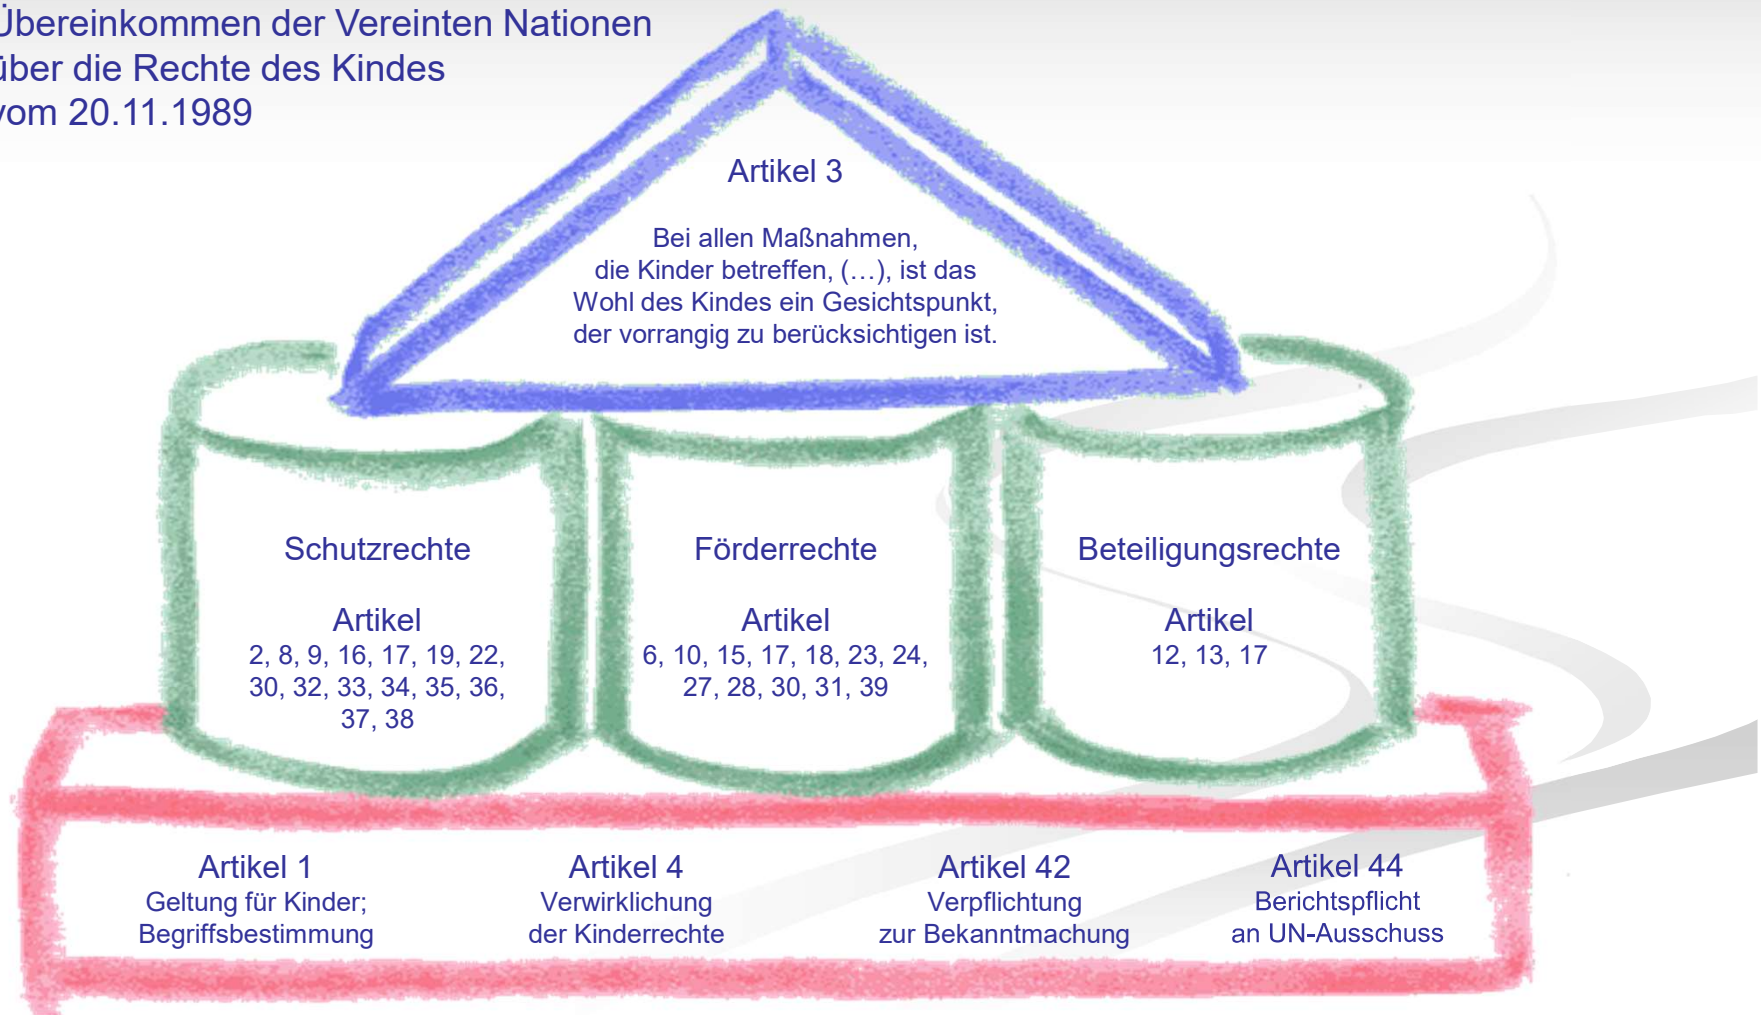 Übereinkommen der Vereinten Nationen
über die Rechte des Kindes
vom 20.11.1989
Artikel 3
Bei allen Maßnahmen,
die Kinder betreffen, (…), ist das
Wohl des Kindes ein Gesichtspunkt,
der vorrangig zu berücksichtigen ist.
Schutzrechte
Artikel
2, 8, 9, 16, 17, 19, 22,
30, 32, 33, 34, 35, 36,
37, 38
Förderrechte
Artikel
6, 10, 15, 17, 18, 23, 24,
27, 28, 30, 31, 39
Beteiligungsrechte
Artikel
12, 13, 17
Artikel 1
Geltung für Kinder;
Begriffsbestimmung
Artikel 4
Verwirklichung
der Kinderrechte
Artikel 42
Verpflichtung
zur Bekanntmachung
Artikel 44
Berichtspflicht
an UN-Ausschuss